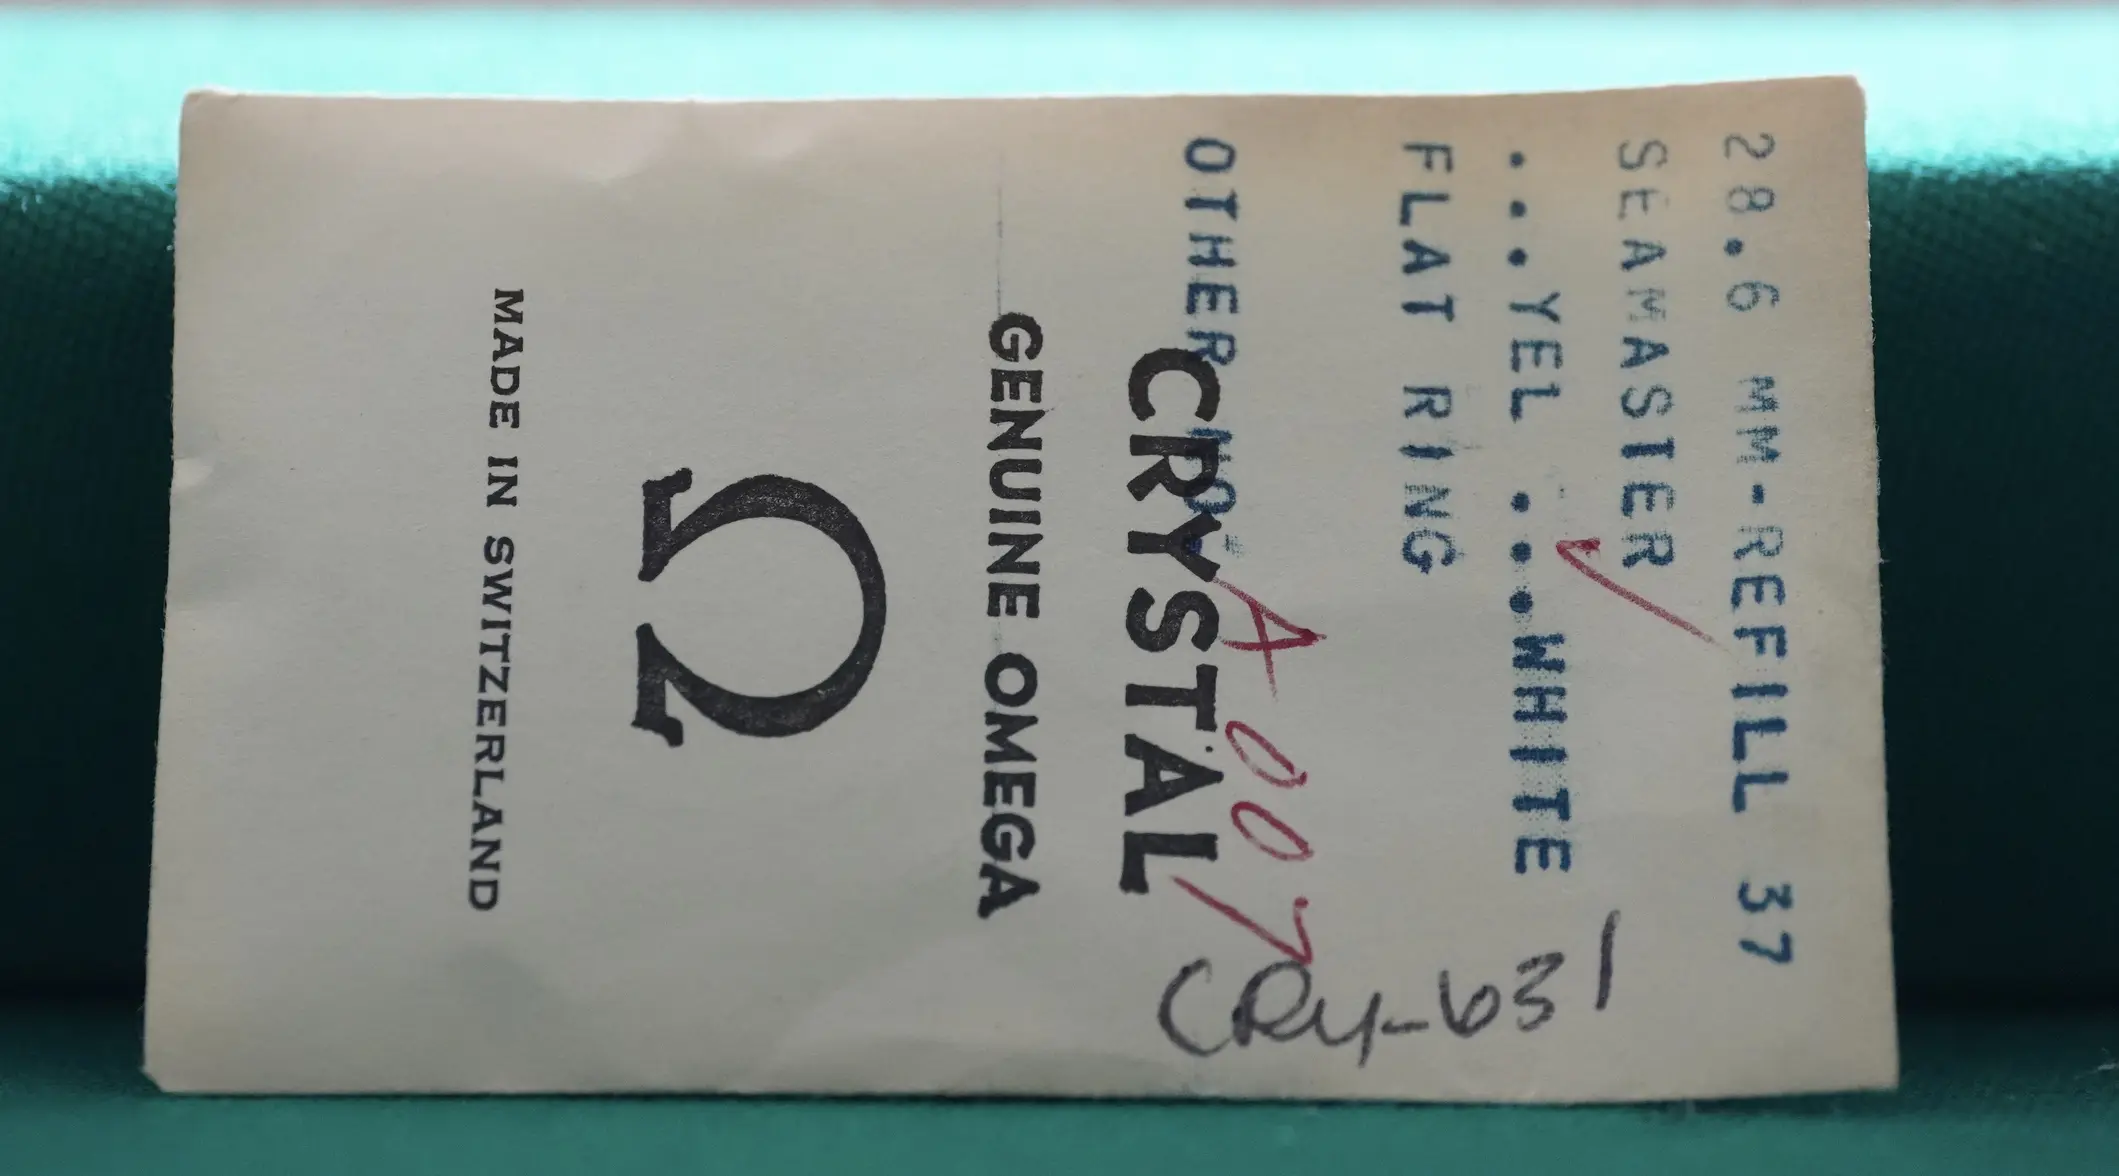 28.6 MM-REFILL 37
SEAMASIER
...YEL ...WHITE
FLAT RING
OTHER NO.
A007
CRYSTAL
GENUINE OMEGA
Ω
MADE IN SWITZERLAND
CRY-631